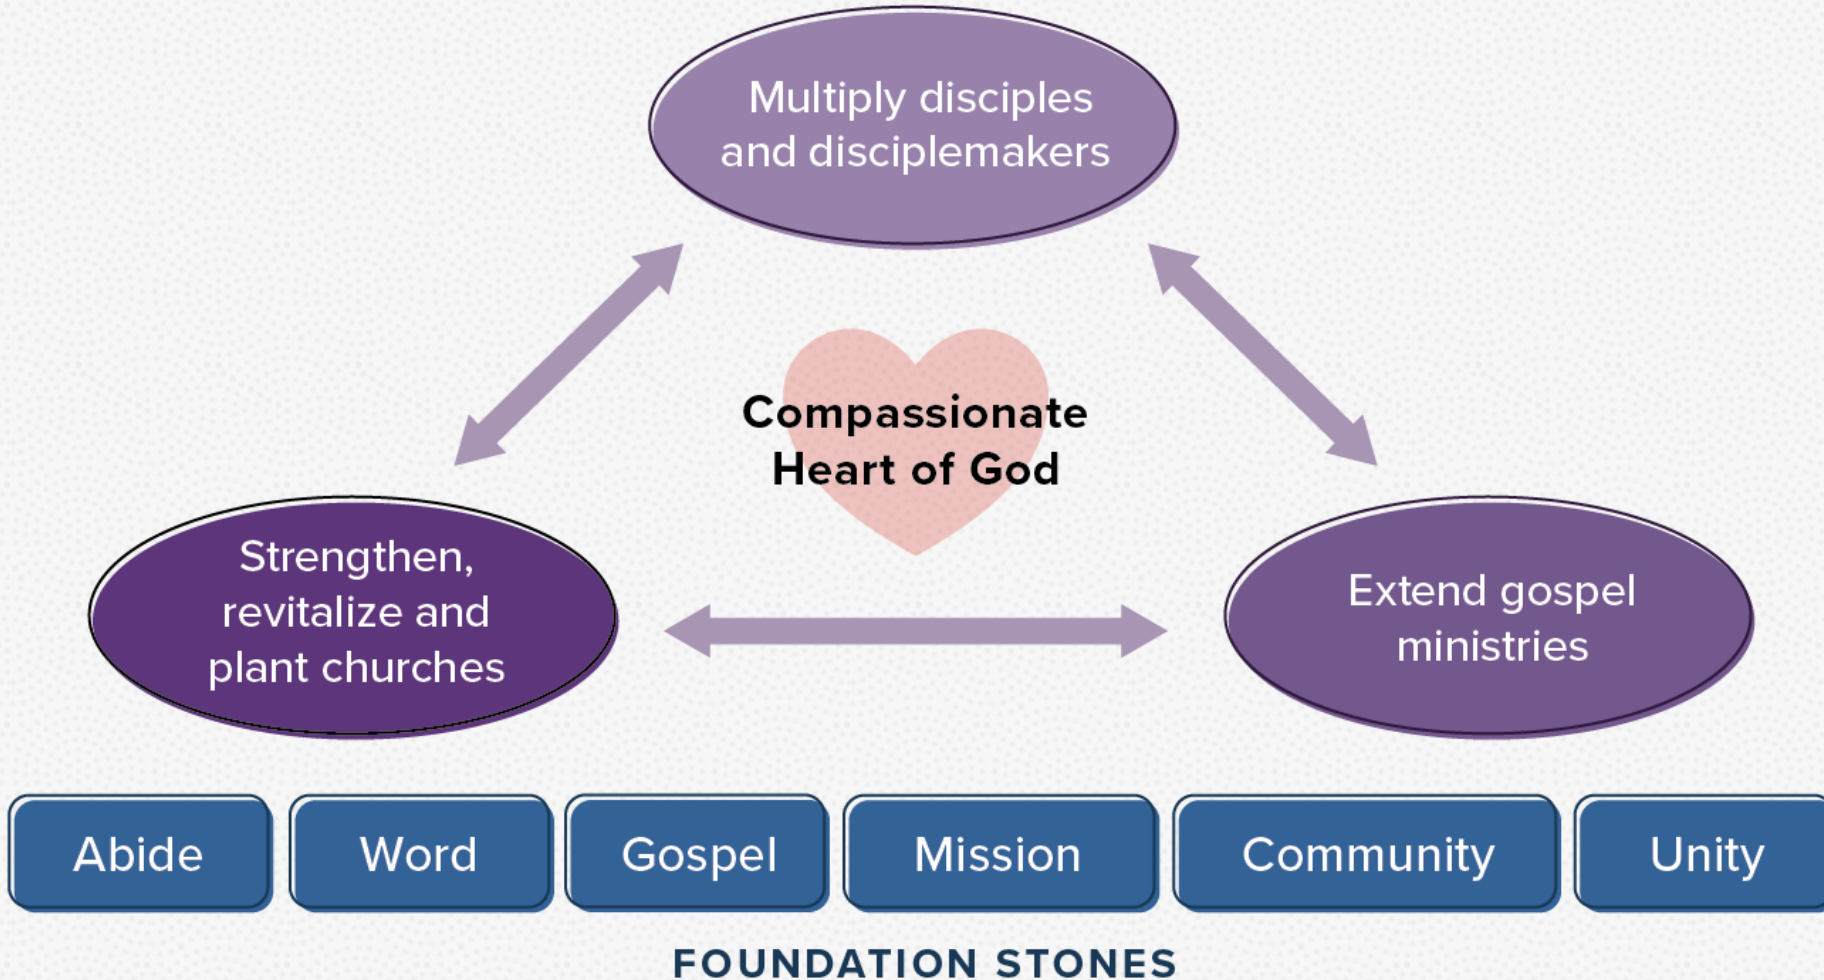 Multiply disciples
and disciplemakers
Compassionate
Heart of God
Strengthen,
revitalize and
plant churches
Extend gospel
ministries
Abide
Word
Gospel
Mission
Community
Unity
FOUNDATION STONES